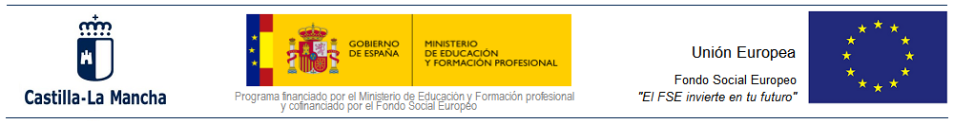 Castilla-La Mancha
GOBIERNO
DE ESPAÑA
MINISTERIO
DE EDUCACIÓN
Y FORMACIÓN PROFESIONAL
Programa financiado por el Ministerio de Educación y Formación profesional
y cofinanciado por el Fondo Social Europeo
Unión Europea
Fondo Social Europeo
"El FSE invierte en tu futuro"